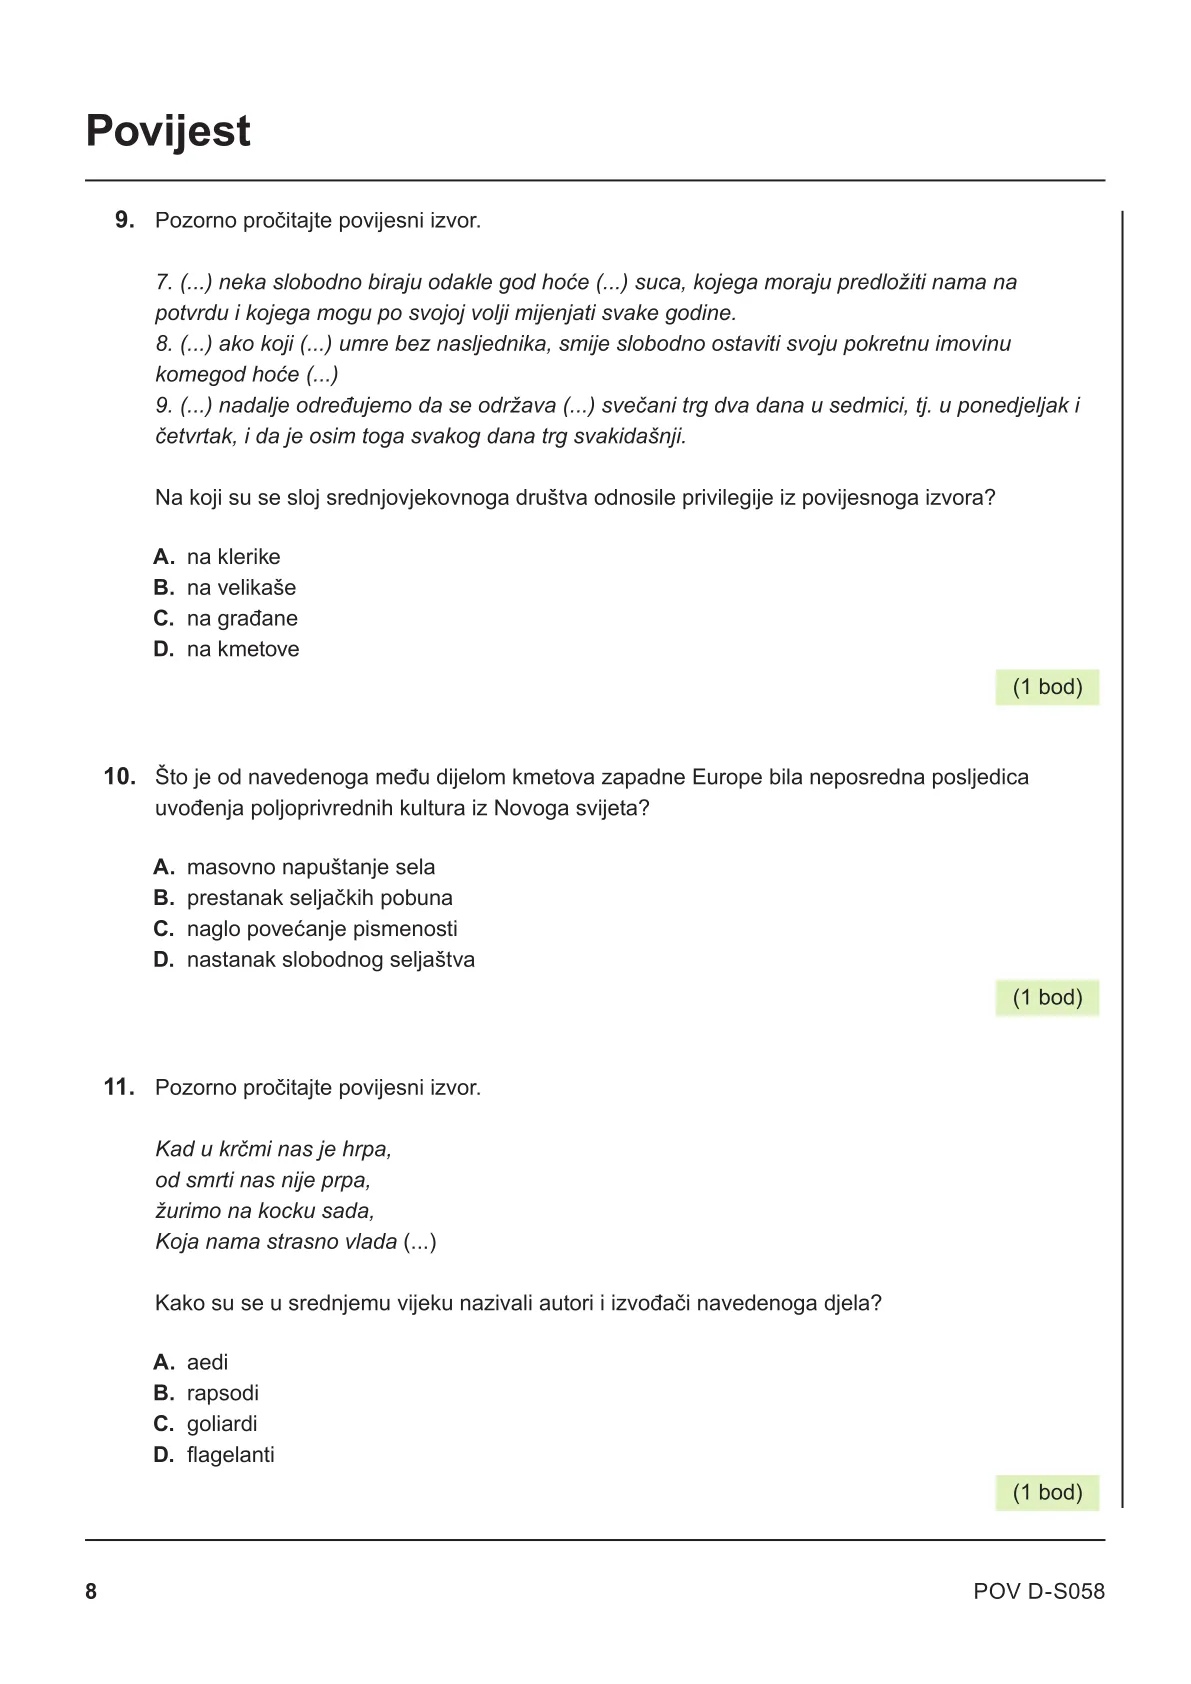 Povijest
9. Pozorno pročitajte povijesni izvor.
7. (...) neka slobodno biraju odakle god hoće (...) suca, kojega moraju predložiti nama na
potvrdu i kojega mogu po svojoj volji mijenjati svake godine.
8. (...) ako koji (...) umre bez nasljednika, smije slobodno ostaviti svoju pokretnu imovinu
komegod hoće (...)
9. (...) nadalje određujemo da se održava (...) svečani trg dva dana u sedmici, tj. u ponedjeljak i
četvrtak, i da je osim toga svakog dana trg svakidašnji.
Na koji su se sloj srednjovjekovnoga društva odnosile privilegije iz povijesnoga izvora?
A. na klerike
B. na velikaše
C. na građane
D. na kmetove
(1 bod)
10. Što je od navedenoga među dijelom kmetova zapadne Europe bila neposredna posljedica
uvođenja poljoprivrednih kultura iz Novoga svijeta?
A. masovno napuštanje sela
B. prestanak seljačkih pobuna
C. naglo povećanje pismenosti
D. nastanak slobodnog seljaštva
(1 bod)
11. Pozorno pročitajte povijesni izvor.
Kad u krčmi nas je hrpa,
od smrti nas nije prpa,
žurimo na kocku sada,
Koja nama strasno vlada (...)
Kako su se u srednjemu vijeku nazivali autori i izvođači navedenoga djela?
A. aedi
B. rapsodi
C. goliardi
D. flagelanti
(1 bod)
8
POV D-S058